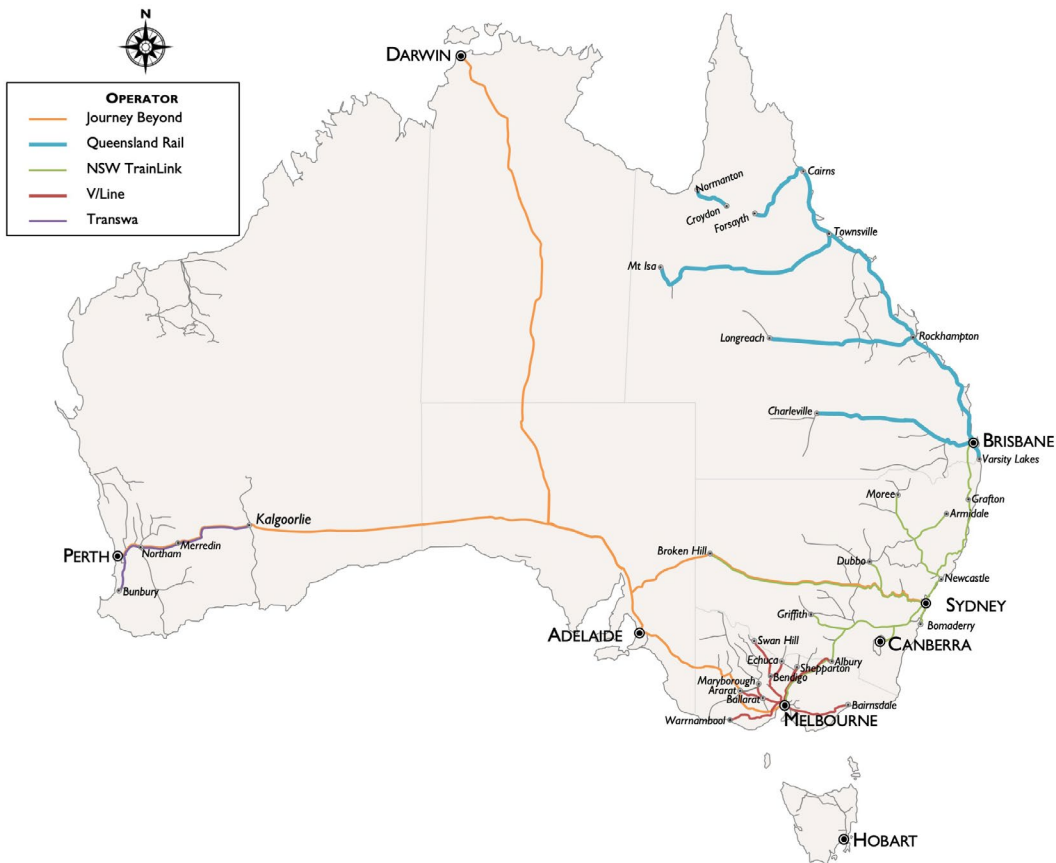 N
DARWIN
OPERATOR
Journey Beyond
Queensland Rail
NSW TrainLink
V/Line
Transwa
Cairns
Normanton
Croydon
Forsayth
Townsville
Mt Isa
Longreach
Rockhampton
Charleville
BRISBANE
Varsity Lakes
Moree
Grafton
Armidale
Kalgoorlie
Merredin
Northam
PERTH
Bunbury
Broken Hill
Dubbo
Newcastle
SYDNEY
Griffith
Bomaderry
ADELAIDE
Swan Hill
CANBERRA
Echuca
Albury
Shepparton
Bendigo
Maryborough
Ararat
Ballarat
Bairnsdale
Warrnambool
MELBOURNE
HOBART